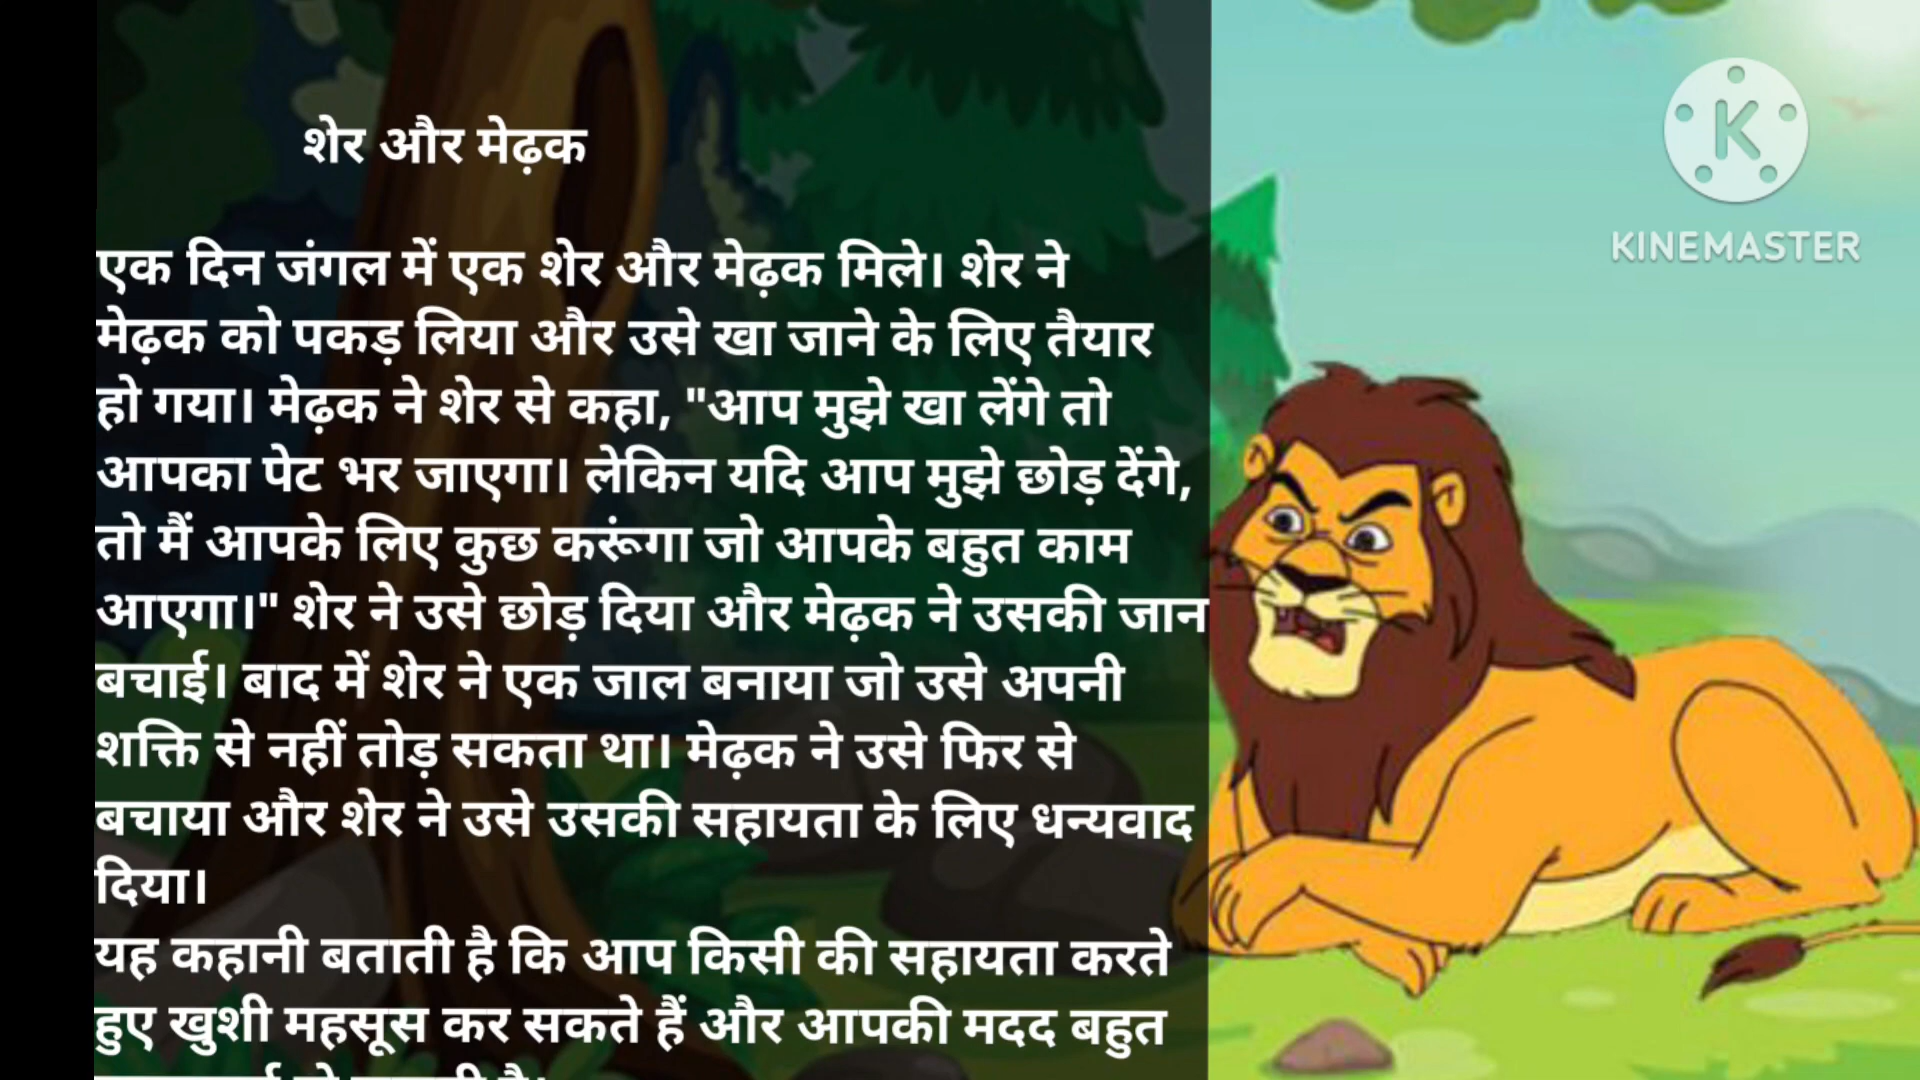 शेर और मेढ़क
एक दिन जंगल में एक शेर और मेढ़क मिले। शेर ने
मेढ़क को पकड़ लिया और उसे खा जाने के लिए तैयार
हो गया। मेढ़क ने शेर से कहा, "आप मुझे खा लेंगे तो
आपका पेट भर जाएगा। लेकिन यदि आप मुझे छोड़ देंगे,
तो मैं आपके लिए कुछ करूंगा जो आपके बहुत काम
आएगा।" शेर ने उसे छोड़ दिया और मेढ़क ने उसकी जान
बचाई। बाद में शेर ने एक जाल बनाया जो उसे अपनी
शक्ति से नहीं तोड़ सकता था। मेढ़क ने उसे फिर से
बचाया और शेर ने उसे उसकी सहायता के लिए धन्यवाद
दिया।
यह कहानी बताती है कि आप किसी की सहायता करते
हुए खुशी महसूस कर सकते हैं और आपकी मदद बहुत
है।
K
KINEMASTER